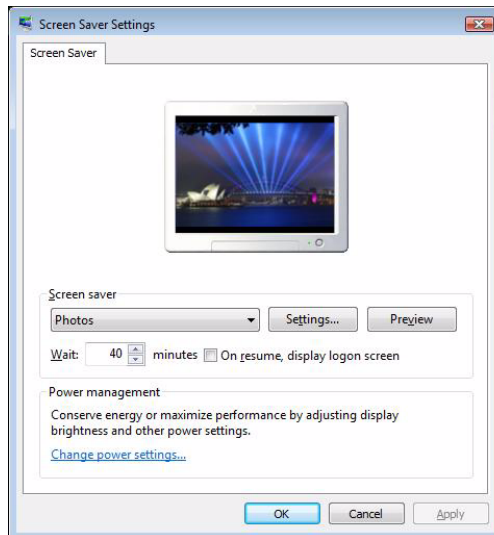 Screen Saver Settings
Screen Saver
Screen saver
Photos
Settings...
Preview
Wait: 40 minutes On resume, display logon screen
Power management
Conserve energy or maximize performance by adjusting display
brightness and other power settings.
Change power settings...
OK Cancel Apply